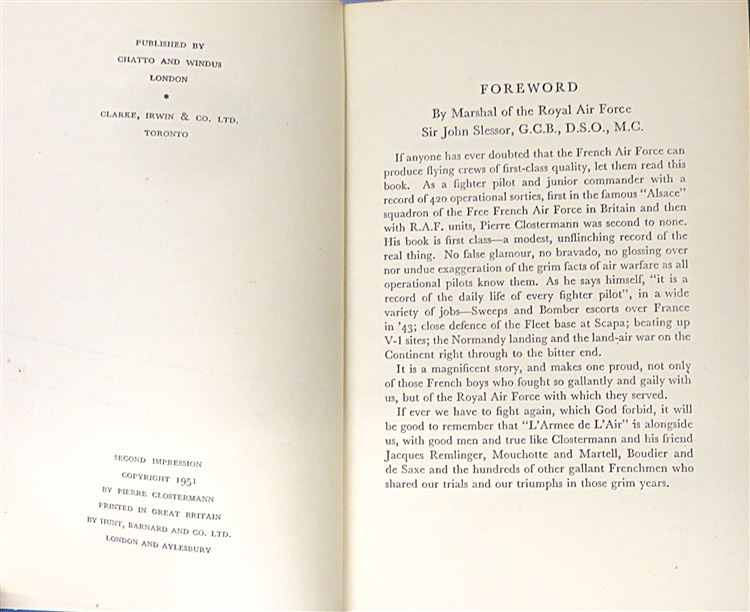 PUBLISHED BY
CHATTO AND WINDUS
LONDON
*
CLARKE, IRWIN & CO. LTD.
TORONTO
SECOND IMPRESSION
COPYRIGHT 1951
BY PIERRE CLOSTERMANN
PRINTED IN GREAT BRITAIN
BY HUNT, BARNARD AND CO. LTD.
LONDON AND AYLESBURY
FOREWORD
By Marshal of the Royal Air Force
Sir John Slessor, G.C.B., D.S.O., M.C.
If anyone has ever doubted that the French Air Force can
produce flying crews of first-class quality, let them read this
book. As a fighter pilot and junior commander with a
record of 420 operational sorties, first in the famous "Alsace"
squadron of the Free French Air Force in Britain and then
with R.A.F. units, Pierre Clostermann was second to none.
His book is first class—a modest, unflinching record of the
real thing. No false glamour, no bravado, no glossing over
nor undue exaggeration of the grim facts of air warfare as all
operational pilots know them. As he says himself, "it is a
record of the daily life of every fighter pilot", in a wide
variety of jobs—Sweeps and Bomber escorts over France
in '43; close defence of the Fleet base at Scapa; beating up
V-1 sites; the Normandy landing and the land-air war on the
Continent right through to the bitter end.
It is a magnificent story, and makes one proud, not only
of those French boys who fought so gallantly and gaily with
us, but of the Royal Air Force with which they served.
If ever we have to fight again, which God forbid, it will
be good to remember that "L'Armee de L'Air" is alongside
us, with good men and true like Clostermann and his friend
Jacques Remlinger, Mouchotte and Martell, Boudier and
de Saxe and the hundreds of other gallant Frenchmen who
shared our trials and our triumphs in those grim years.